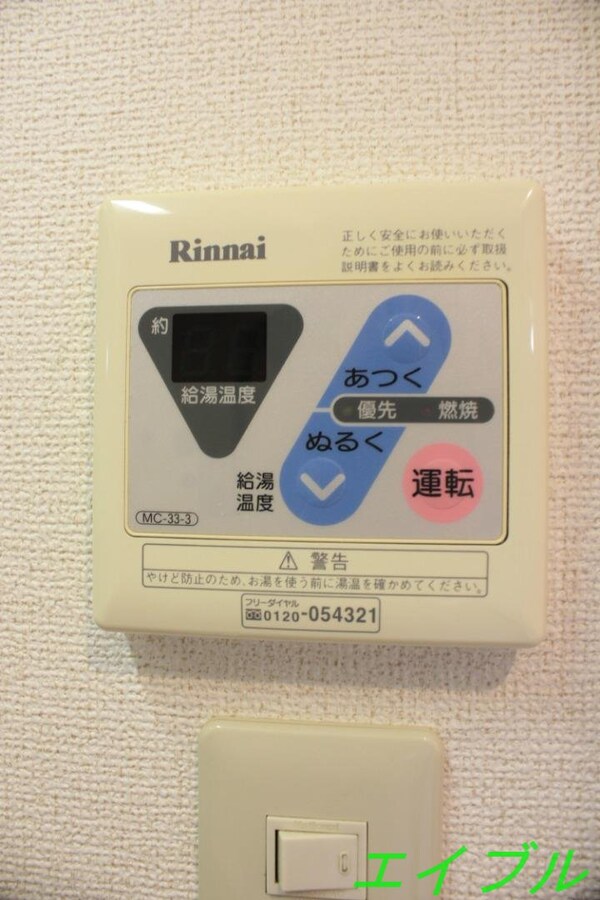 Rinnai
正しく安全にお使いいただく
ためにご使用の前に必ず取扱
説明書をよくお読みください。
約
給湯温度
あつく
優先 燃焼
ぬるく
給湯
温度
運転
MC-33-3
⚠ 警告
やけど防止のため、お湯を使う前に湯温を確かめてください。
フリーダイヤル
0120-054321
エイブル